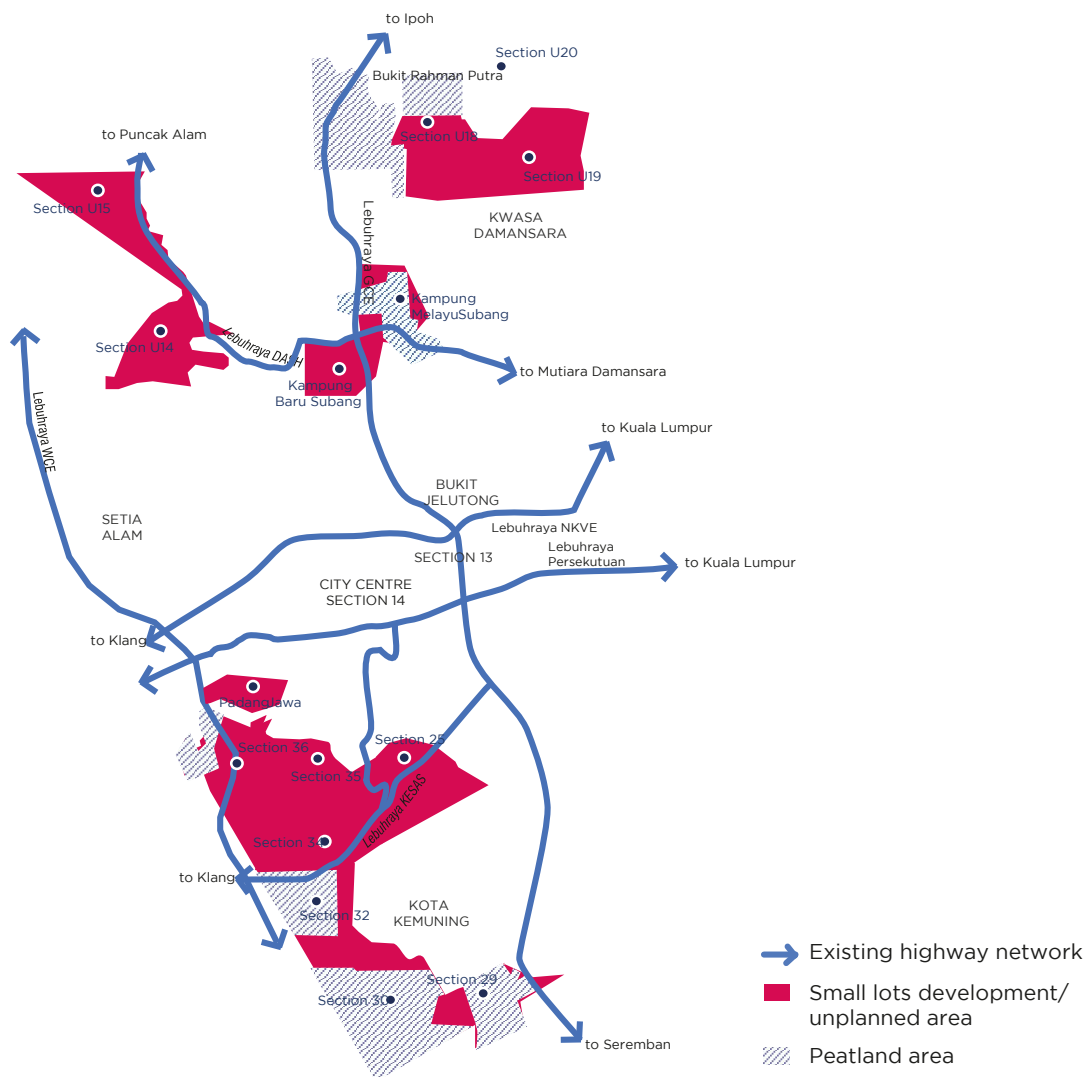 to Ipoh
Section U20
Bukit Rahman Putra
to Puncak Alam
Section U18
Section U19
Section U15
KWASA
DAMANSARA
Lebuhraya GCE
Kampung
MelayuSubang
Section U14
Lebuhraya DASH
to Mutiara Damansara
Kampung
Baru Subang
Lebuhraya WCE
to Kuala Lumpur
BUKIT
JELUTONG
SETIA
ALAM
Lebuhraya NKVE
SECTION 13
Lebuhraya
Persekutuan
to Kuala Lumpur
CITY CENTRE
SECTION 14
to Klang
PadangJawa
Section 36
Section 25
Section 35
Lebuhraya KESAS
Section 34
to Klang
Section 32
KOTA
KEMUNING
Section 29
Section 30
to Seremban
Existing highway network
Small lots development/
unplanned area
Peatland area